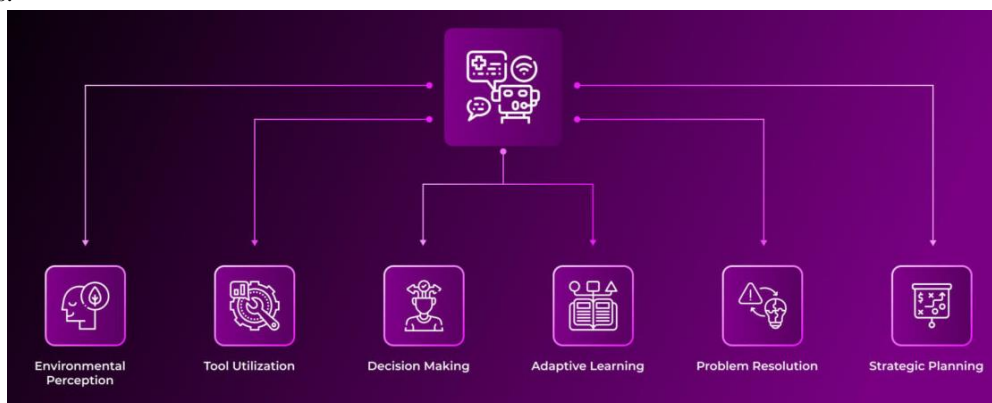 Environmental
Perception
Tool Utilization
Decision Making
Adaptive Learning
Problem Resolution
Strategic Planning